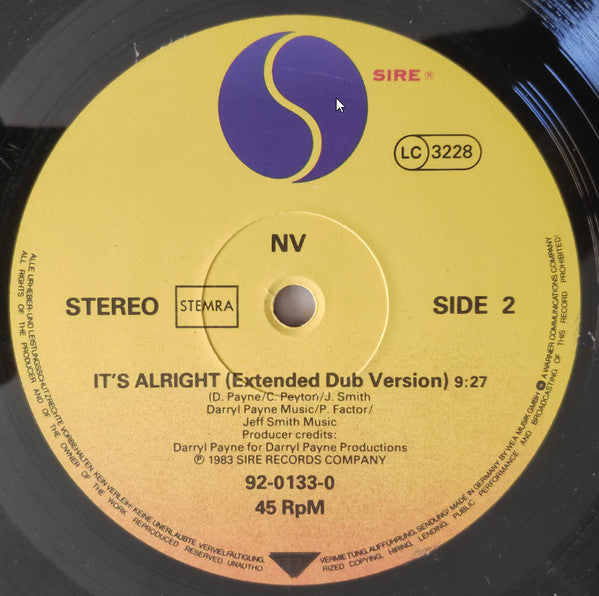 SIRE ®
LC 3228
NV
STEREO
STEMRA
SIDE 2
IT'S ALRIGHT (Extended Dub Version) 9:27
(D. Payne/C. Peyton/J. Smith
Darryl Payne Music/P. Factor/
Jeff Smith Music
Producer credits:
Darryl Payne for Darryl Payne Productions
℗ 1983 SIRE RECORDS COMPANY
92-0133-0
45 RpM
ALLE URHEBER- UND LEISTUNGSSCHUTZRECHTE VORBEHALTEN. KEIN VERLEIH! KEINE UNERLAUBTE VERVIELFÄLTIGUNG,
VERMIETUNG, AUFFÜHRUNG, SENDUNG! MADE IN GERMANY BY WEA MUSIK GMBH A WARNER COMMUNICATIONS COMPANY
ALL RIGHTS OF THE PRODUCER AND OF THE OWNER OF THE WORK REPRODUCED RESERVED. UNAUTHO
RIZED COPYING, HIRING, LENDING, PUBLIC PERFORMANCE AND BROADCASTING OF THIS RECORD PROHIBITED!